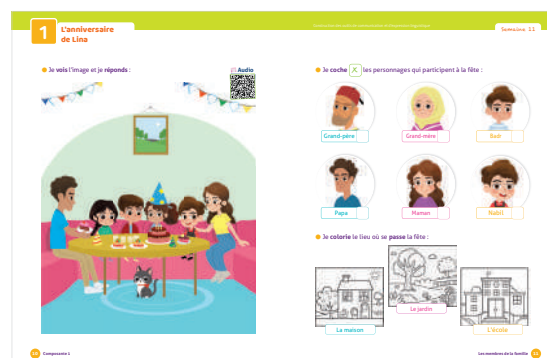 1
L'anniversaire
de Lina
Je vois l'image et je réponds :
Audio
10
Composante 1
Semaine 11
Je coche X les personnages qui participent à la fête :
Grand-père
Grand-mère
Badr
Papa
Maman
Nabil
Je colorie le lieu où se passe la fête :
La maison
Le jardin
L'école
Les membres de la famille